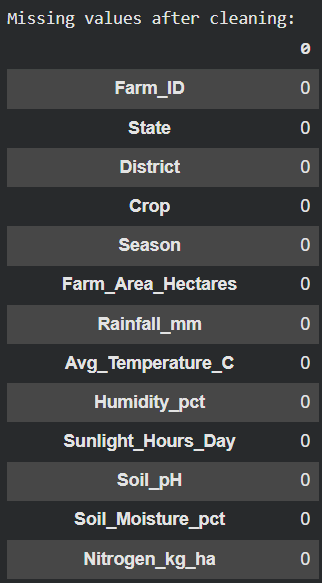 Missing values after cleaning:
0
Farm_ID 0
State 0
District 0
Crop 0
Season 0
Farm_Area_Hectares 0
Rainfall_mm 0
Avg_Temperature_C 0
Humidity_pct 0
Sunlight_Hours_Day 0
Soil_pH 0
Soil_Moisture_pct 0
Nitrogen_kg_ha 0